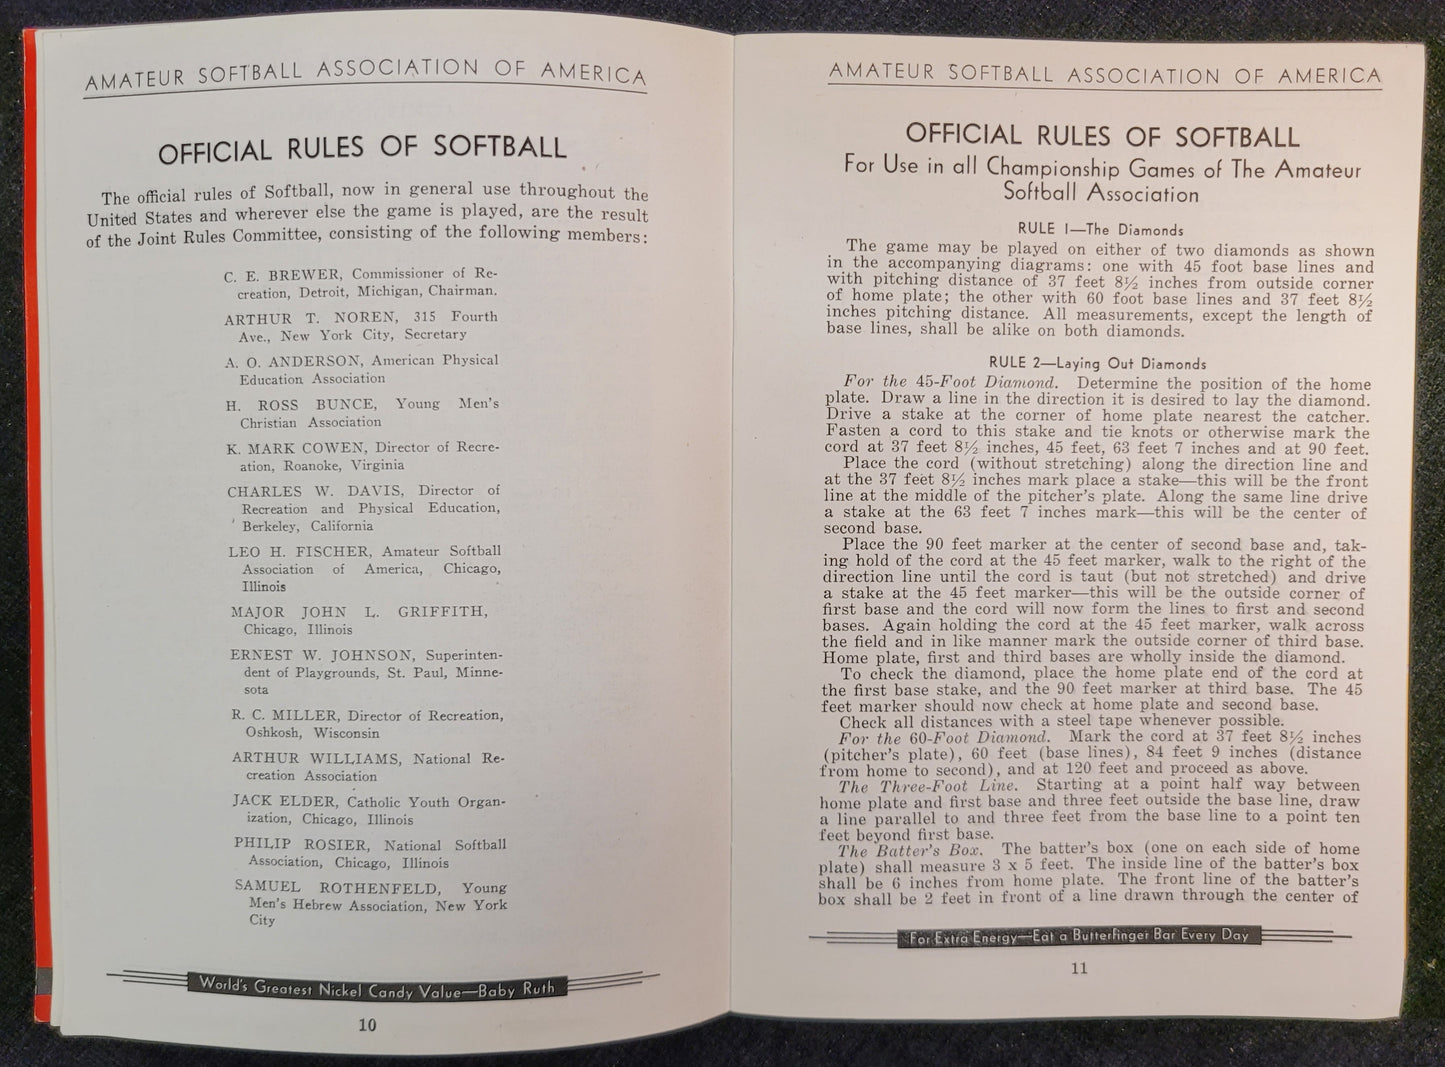 AMATEUR SOFTBALL ASSOCIATION OF AMERICA
OFFICIAL RULES OF SOFTBALL
The official rules of Softball, now in general use throughout the
United States and wherever else the game is played, are the result
of the Joint Rules Committee, consisting of the following members:
C. E. BREWER, Commissioner of Re-
creation, Detroit, Michigan, Chairman.
ARTHUR T. NOREN, 315 Fourth
Ave., New York City, Secretary
A. O. ANDERSON, American Physical
Education Association
H. ROSS BUNCE, Young Men's
Christian Association
K. MARK COWEN, Director of Recre-
ation, Roanoke, Virginia
CHARLES W. DAVIS, Director of
Recreation and Physical Education,
Berkeley, California
LEO H. FISCHER, Amateur Softball
Association of America, Chicago,
Illinois
MAJOR JOHN L. GRIFFITH,
Chicago, Illinois
ERNEST W. JOHNSON, Superinten-
dent of Playgrounds, St. Paul, Minne-
sota
R. C. MILLER, Director of Recreation,
Oshkosh, Wisconsin
ARTHUR WILLIAMS, National Re-
creation Association
JACK ELDER, Catholic Youth Organ-
ization, Chicago, Illinois
PHILIP ROSIER, National Softball
Association, Chicago, Illinois
SAMUEL ROTHENFELD, Young
Men's Hebrew Association, New York
City
World's Greatest Nickel Candy Value—Baby Ruth
10
AMATEUR SOFTBALL ASSOCIATION OF AMERICA
OFFICIAL RULES OF SOFTBALL
For Use in all Championship Games of The Amateur
Softball Association
RULE 1—The Diamonds
The game may be played on either of two diamonds as shown
in the accompanying diagrams: one with 45 foot base lines and
with pitching distance of 37 feet 8½ inches from outside corner
of home plate; the other with 60 foot base lines and 37 feet 8½
inches pitching distance. All measurements, except the length of
base lines, shall be alike on both diamonds.
RULE 2—Laying Out Diamonds
For the 45-Foot Diamond. Determine the position of the home
plate. Draw a line in the direction it is desired to lay the diamond.
Drive a stake at the corner of home plate nearest the catcher.
Fasten a cord to this stake and tie knots or otherwise mark the
cord at 37 feet 8½ inches, 45 feet, 63 feet 7 inches and at 90 feet.
Place the cord (without stretching) along the direction line and
at the 37 feet 8½ inches mark place a stake—this will be the front
line at the middle of the pitcher's plate. Along the same line drive
a stake at the 63 feet 7 inches mark—this will be the center of
second base.
Place the 90 feet marker at the center of second base and, tak-
ing hold of the cord at the 45 feet marker, walk to the right of the
direction line until the cord is taut (but not stretched) and drive
a stake at the 45 feet marker—this will be the outside corner of
first base and the cord will now form the lines to first and second
bases. Again holding the cord at the 45 feet marker, walk across
the field and in like manner mark the outside corner of third base.
Home plate, first and third bases are wholly inside the diamond.
To check the diamond, place the home plate end of the cord at
the first base stake, and the 90 feet marker at third base. The 45
feet marker should now check at home plate and second base.
Check all distances with a steel tape whenever possible.
For the 60-Foot Diamond. Mark the cord at 37 feet 8½ inches
(pitcher's plate), 60 feet (base lines), 84 feet 9 inches (distance
from home to second), and at 120 feet and proceed as above.
The Three-Foot Line. Starting at a point half way between
home plate and first base and three feet outside the base line, draw
a line parallel to and three feet from the base line to a point ten
feet beyond first base.
The Batter's Box. The batter's box (one on each side of home
plate) shall measure 3 x 5 feet. The inside line of the batter's box
shall be 6 inches from home plate. The front line of the batter's
box shall be 2 feet in front of a line drawn through the center of
For Extra Energy—Eat a Butterfinger Bar Every Day
11